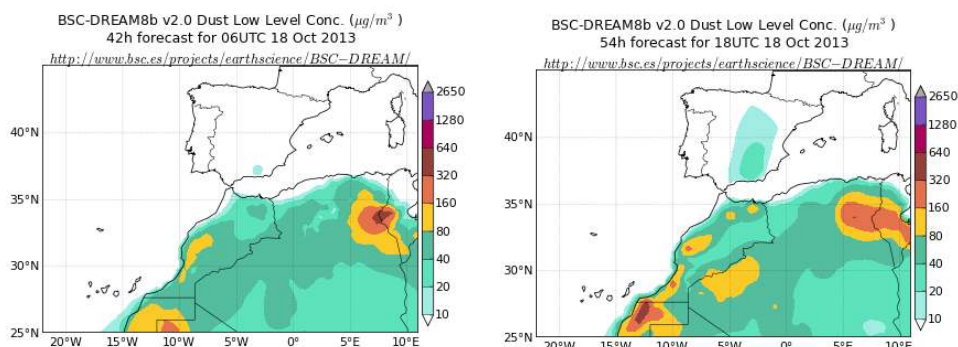 BSC-DREAM8b v2.0 Dust Low Level Conc. (μg/m³ )
42h forecast for 06UTC 18 Oct 2013
http://www.bsc.es/projects/earthscience/BSC−DREAM/
40°N
35°N
30°N
25°N
20°W
15°W
10°W
5°W
0°E
5°E
10°E
2650
1280
640
320
160
80
40
20
10
BSC-DREAM8b v2.0 Dust Low Level Conc. (μg/m³ )
54h forecast for 18UTC 18 Oct 2013
http://www.bsc.es/projects/earthscience/BSC−DREAM/
40°N
35°N
30°N
25°N
20°W
15°W
10°W
5°W
0°E
5°E
10°E
2650
1280
640
320
160
80
40
20
10